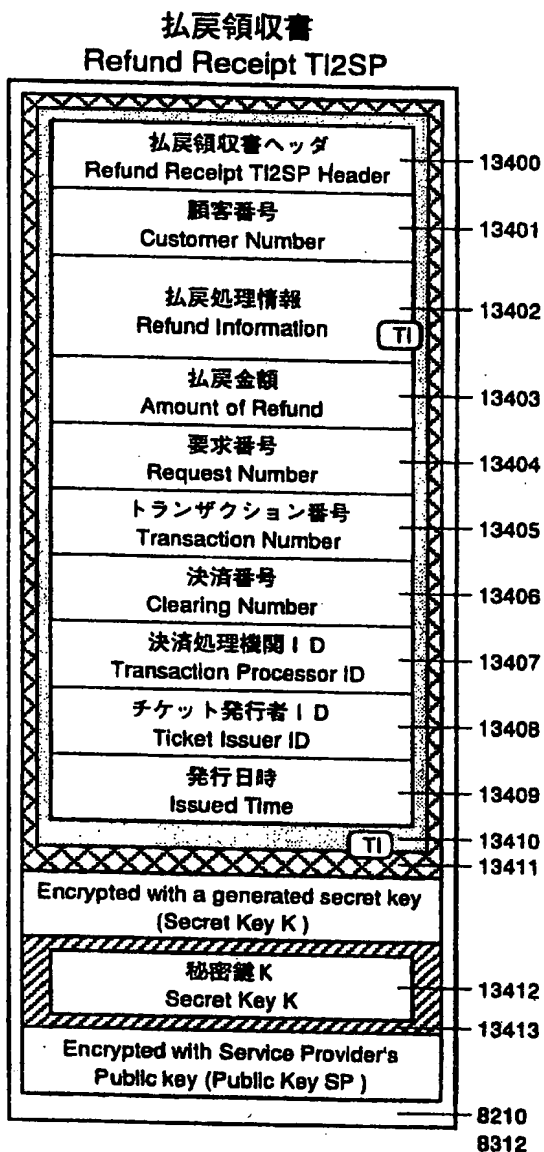 払戻領収書
Refund Receipt TI2SP
払戻領収書ヘッダ
Refund Receipt TI2SP Header
13400
顧客番号
Customer Number
13401
払戻処理情報
Refund Information
13402
TI
払戻金額
Amount of Refund
13403
要求番号
Request Number
13404
トランザクション番号
Transaction Number
13405
決済番号
Clearing Number
13406
決済処理機関ID
Transaction Processor ID
13407
チケット発行者ID
Ticket Issuer ID
13408
発行日時
Issued Time
13409
TI
13410
13411
Encrypted with a generated secret key
(Secret Key K )
秘密鍵K
Secret Key K
13412
13413
Encrypted with Service Provider's
Public key (Public Key SP )
8210
8312